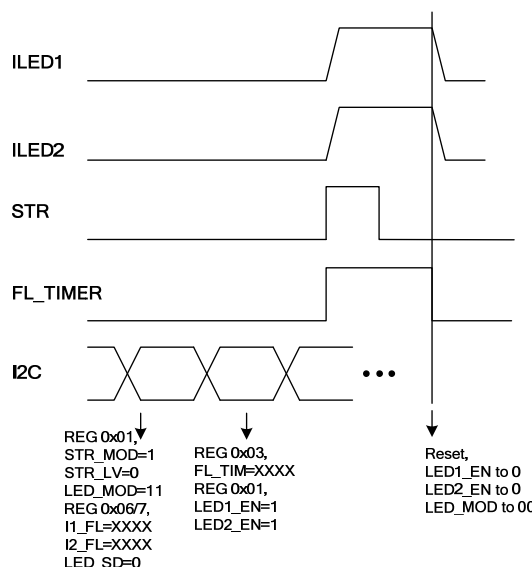 ILED1
ILED2
STR
FL_TIMER
I2C
REG 0x01,
STR_MOD=1
STR_LV=0
LED_MOD=11
REG 0x06/7,
I1_FL=XXXX
I2_FL=XXXX
LED_SD=0
REG 0x03,
FL_TIM=XXXX
REG 0x01,
LED1_EN=1
LED2_EN=1
Reset,
LED1_EN to 0
LED2_EN to 0
LED_MOD to 00